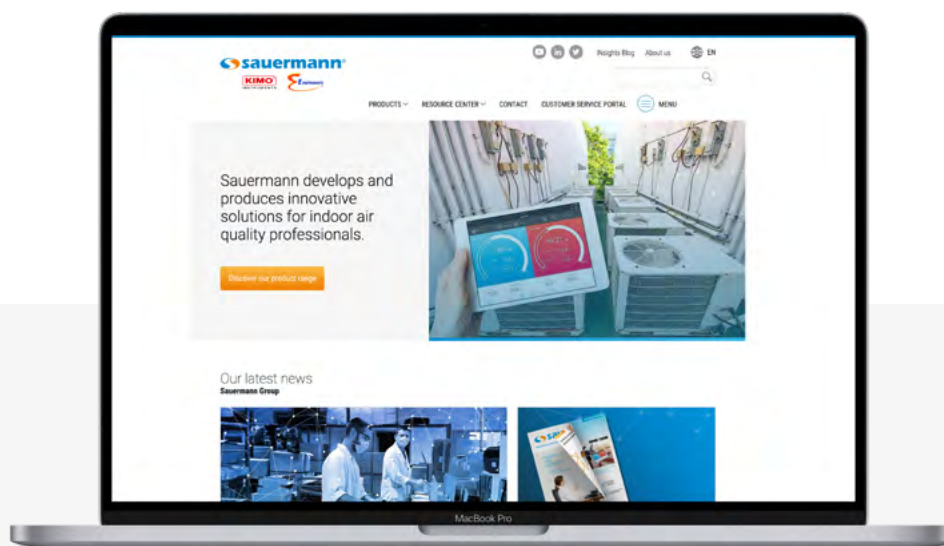 sauermann
Insights Blog About us EN
KIMO
INSTRUMENTS
PRODUCTS RESOURCE CENTER CONTACT CUSTOMER SERVICE PORTAL MENU
Sauermann develops and
produces innovative
solutions for indoor air
quality professionals.
Discover our product range
Our latest news
Sauermann Group
MacBook Pro